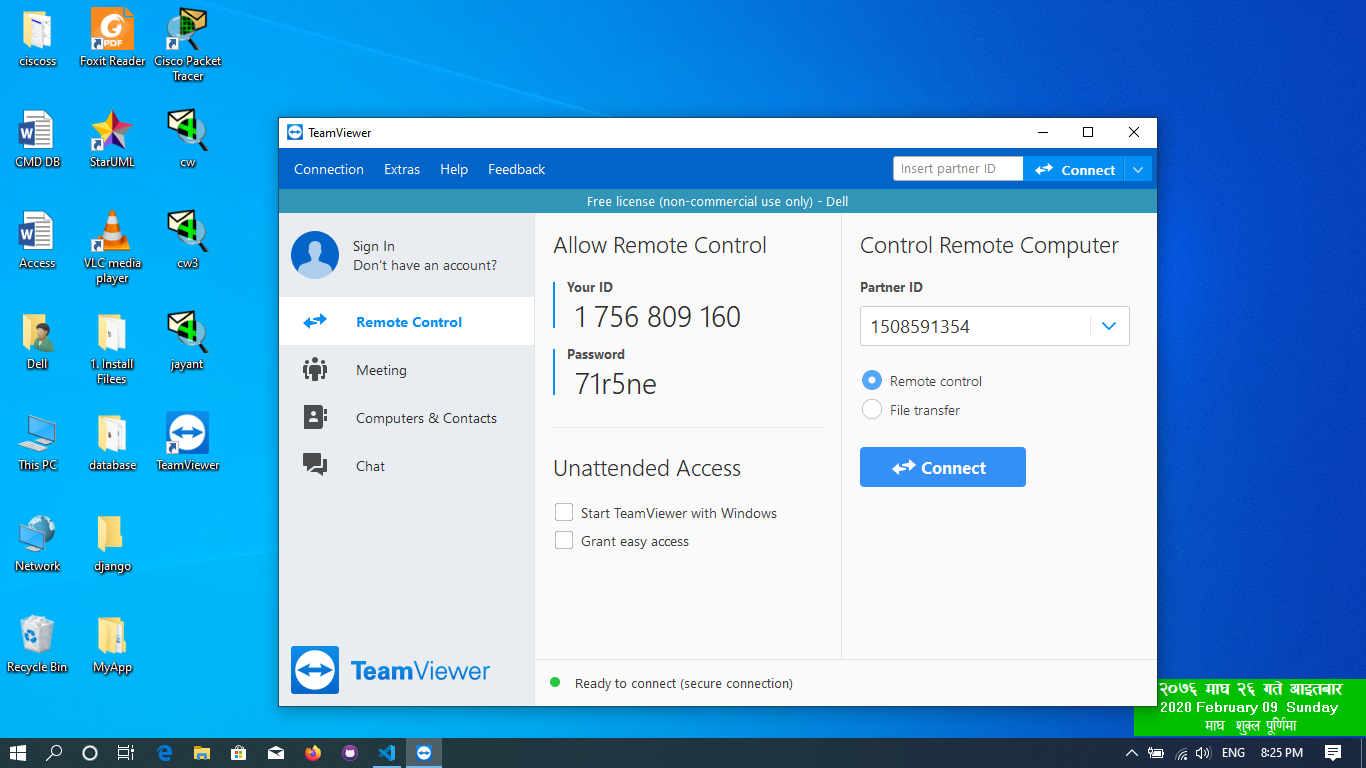 ciscoss
Foxit Reader
Cisco Packet
Tracer
CMD DB
StarUML
cw
Access
VLC media
player
cw3
Dell
1. Install
Filees
jayant
This PC
database
TeamViewer
Network
django
Recycle Bin
MyApp
TeamViewer
Connection Extras Help Feedback
Insert partner ID
Connect
Free license (non-commercial use only) - Dell
Sign In
Don't have an account?
Remote Control
Meeting
Computers & Contacts
Chat
TeamViewer
Allow Remote Control
Your ID
1 756 809 160
Password
71r5ne
Unattended Access
Start TeamViewer with Windows
Grant easy access
Control Remote Computer
Partner ID
1508591354
Remote control
File transfer
Connect
Ready to connect (secure connection)
२०७६ माघ २६ गते आइतबार
2020 February 09 Sunday
माघ शुक्ल पूर्णिमा
ENG 8:25 PM